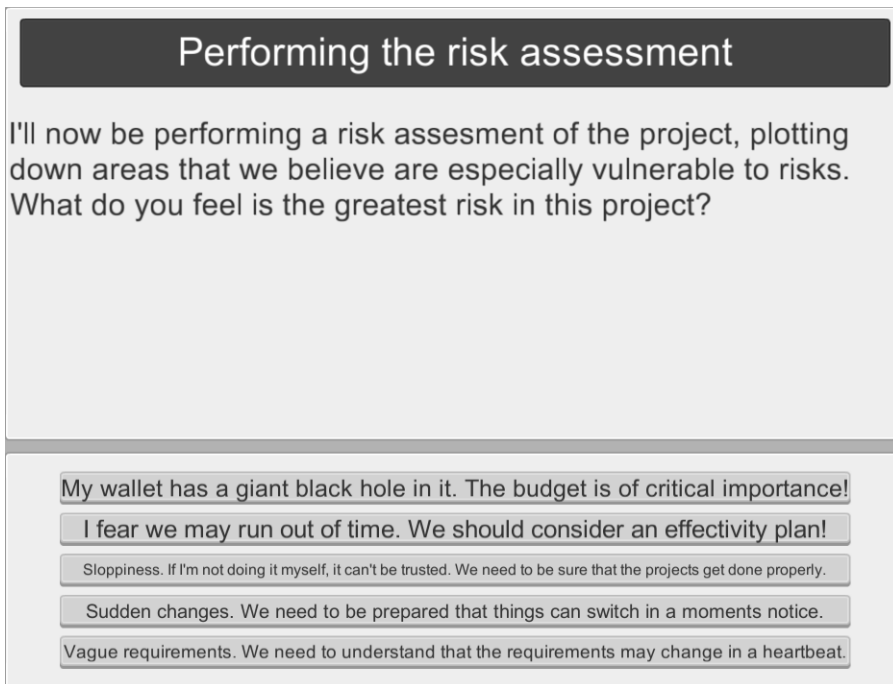 Performing the risk assessment
I'll now be performing a risk assesment of the project, plotting
down areas that we believe are especially vulnerable to risks.
What do you feel is the greatest risk in this project?
My wallet has a giant black hole in it. The budget is of critical importance!
I fear we may run out of time. We should consider an effectivity plan!
Sloppiness. If I'm not doing it myself, it can't be trusted. We need to be sure that the projects get done properly.
Sudden changes. We need to be prepared that things can switch in a moments notice.
Vague requirements. We need to understand that the requirements may change in a heartbeat.